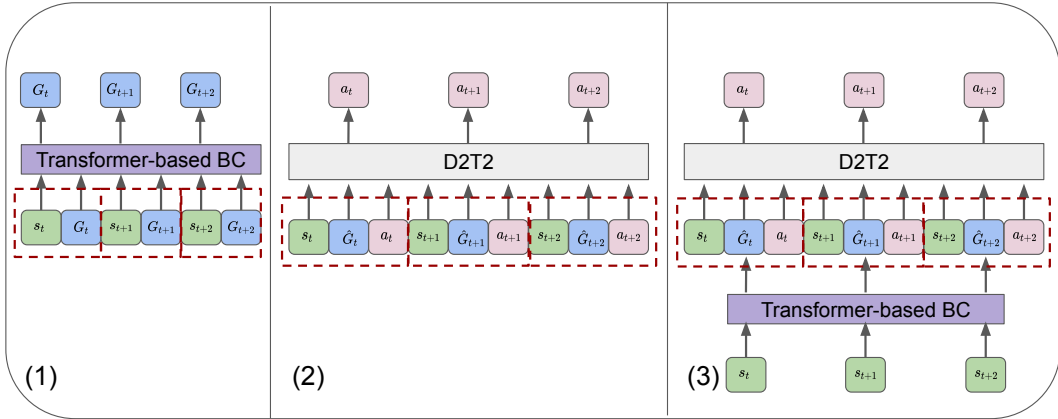 G_t G_{t+1} G_{t+2}
Transformer-based BC
s_t G_t s_{t+1} G_{t+1} s_{t+2} G_{t+2}
(1)
a_t a_{t+1} a_{t+2}
D2T2
s_t Ĝ_t a_t s_{t+1} Ĝ_{t+1} a_{t+1} s_{t+2} Ĝ_{t+2} a_{t+2}
(2)
a_t a_{t+1} a_{t+2}
D2T2
s_t Ĝ_t a_t s_{t+1} Ĝ_{t+1} a_{t+1} s_{t+2} Ĝ_{t+2} a_{t+2}
Transformer-based BC
s_t s_{t+1} s_{t+2}
(3)